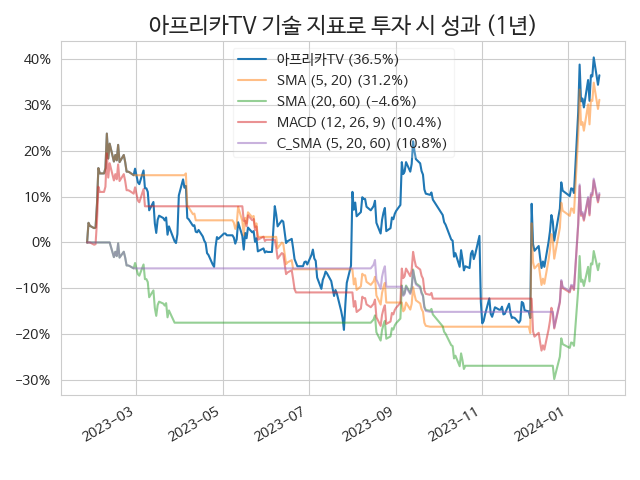 아프리카TV 기술 지표로 투자 시 성과 (1년)
아프리카TV (36.5%)
SMA (5, 20) (31.2%)
SMA (20, 60) (−4.6%)
MACD (12, 26, 9) (10.4%)
C_SMA (5, 20, 60) (10.8%)
40%
30%
20%
10%
0%
−10%
−20%
−30%
2023−03
2023−05
2023−07
2023−09
2023−11
2024−01